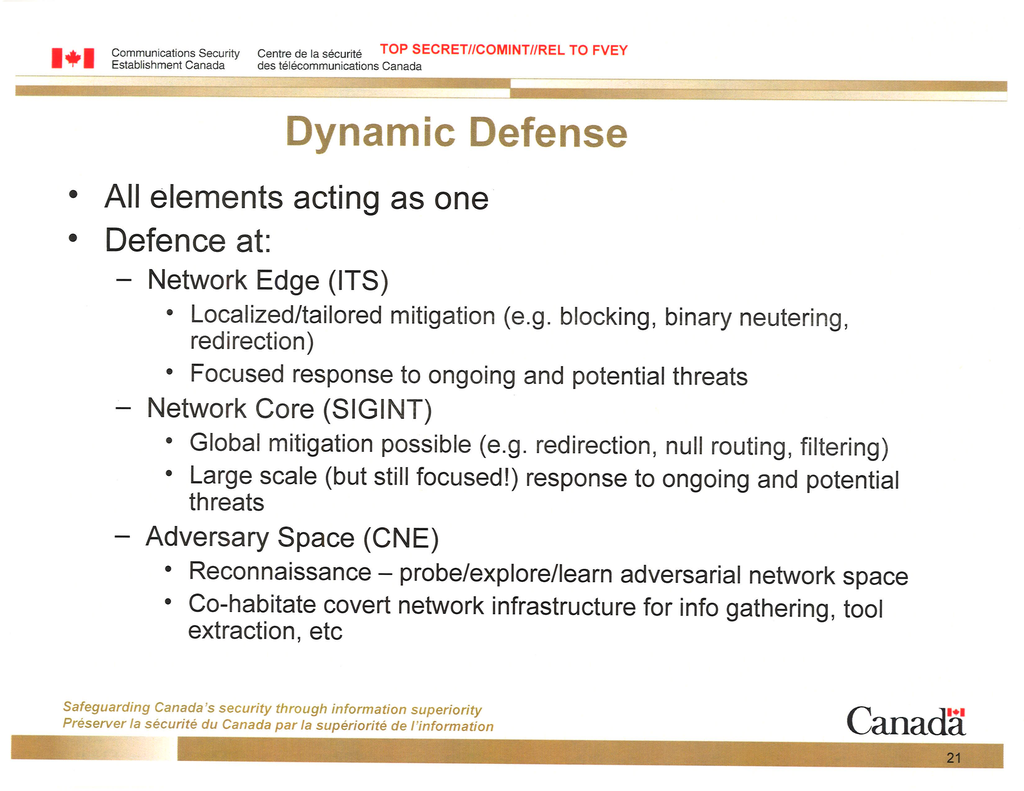 Communications Security Establishment Canada
Centre de la sécurité des télécommunications Canada
TOP SECRET//COMINT//REL TO FVEY
Dynamic Defense
• All elements acting as one
• Defence at:
– Network Edge (ITS)
• Localized/tailored mitigation (e.g. blocking, binary neutering,
redirection)
• Focused response to ongoing and potential threats
– Network Core (SIGINT)
• Global mitigation possible (e.g. redirection, null routing, filtering)
• Large scale (but still focused!) response to ongoing and potential
threats
– Adversary Space (CNE)
• Reconnaissance – probe/explore/learn adversarial network space
• Co-habitate covert network infrastructure for info gathering, tool
extraction, etc
Safeguarding Canada's security through information superiority
Préserver la sécurité du Canada par la supériorité de l'information
Canada
21